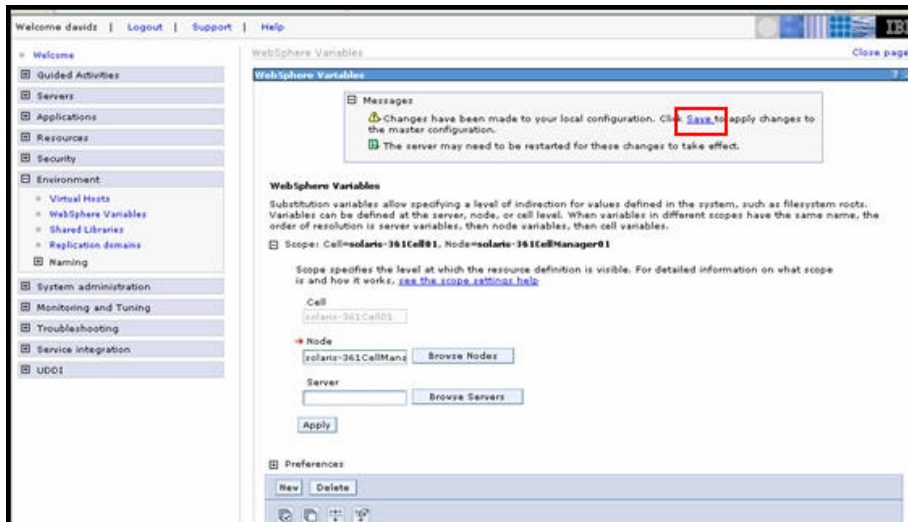 Welcome davidz | Logout | Support | Help
IBM
Welcome
Guided Activities
Servers
Applications
Resources
Security
Environment
Virtual Hosts
WebSphere Variables
Shared Libraries
Replication domains
Naming
System administration
Monitoring and Tuning
Troubleshooting
Service integration
UDDI
WebSphere Variables
Close page
WebSphere Variables
?
Messages
Changes have been made to your local configuration. Click Save to apply changes to
the master configuration.
The server may need to be restarted for these changes to take effect.
WebSphere Variables
Substitution variables allow specifying a level of indirection for values defined in the system, such as filesystem roots.
Variables can be defined at the server, node, or cell level. When variables in different scopes have the same name, the
order of resolution is server variables, then node variables, then cell variables.
Scope: Cell=solaris-361Cell01, Node=solaris-361CellManager01
Scope specifies the level at which the resource definition is visible. For detailed information on what scope
is and how it works, see the scope settings help
Cell
solaris-361Cell01
Node
solaris-361CellMana
Browse Nodes
Server
Browse Servers
Apply
Preferences
New Delete